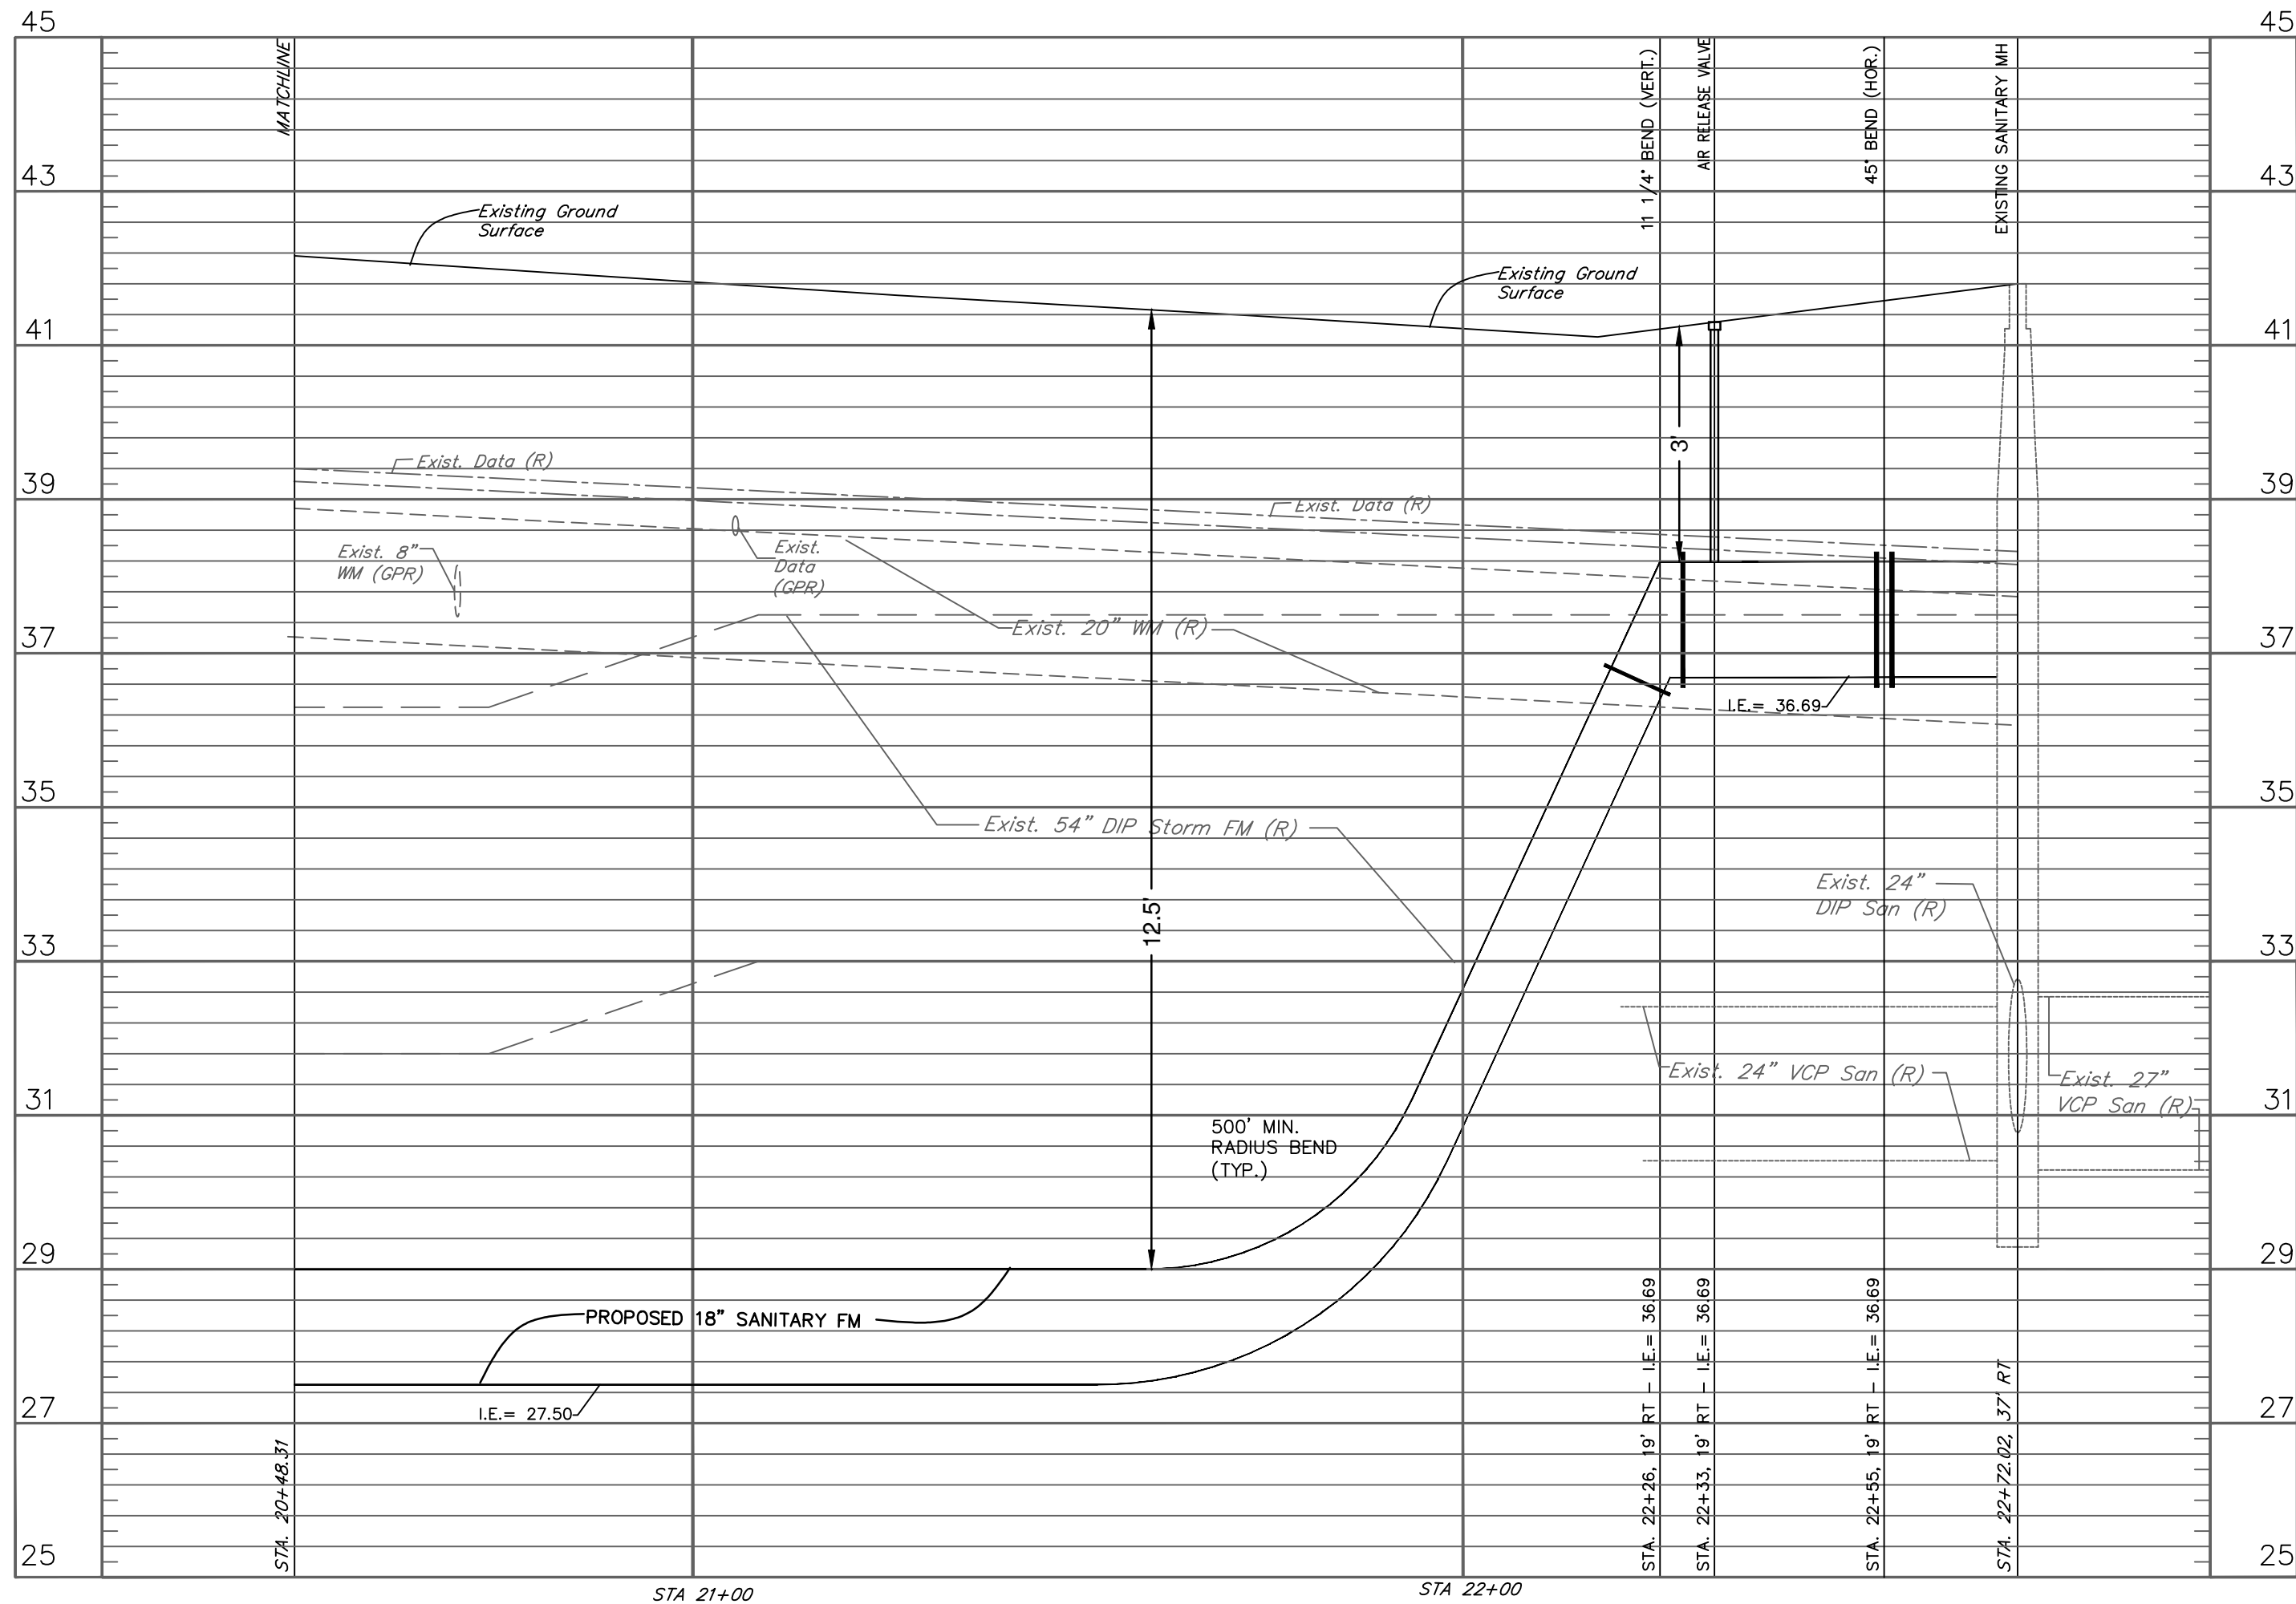 45
45
MATCHLINE
11 1/4° BEND (VERT.)
AIR RELEASE VALVE
45° BEND (HOR.)
EXISTING SANITARY MH
43
43
Existing Ground
Surface
Existing Ground
Surface
41
41
3'
Exist. Data (R)
39
39
Exist. Data (R)
Exist. 8"
WM (GPR)
Exist.
Data
(GPR)
Exist. 20" WM (R)
37
37
I.E.= 36.69
35
35
Exist. 54" DIP Storm FM (R)
Exist. 24"
DIP San (R)
12.5'
33
33
Exist. 24" VCP San (R)
Exist. 27"
VCP San (R)
31
31
500' MIN.
RADIUS BEND
(TYP.)
29
29
PROPOSED 18" SANITARY FM
I.E.= 27.50
27
27
STA. 20+48.31
STA. 22+26, 19' RT – I.E.= 36.69
STA. 22+33, 19' RT – I.E.= 36.69
STA. 22+55, 19' RT – I.E.= 36.69
STA. 22+72.02, 37' RT
25
25
STA 21+00
STA 22+00